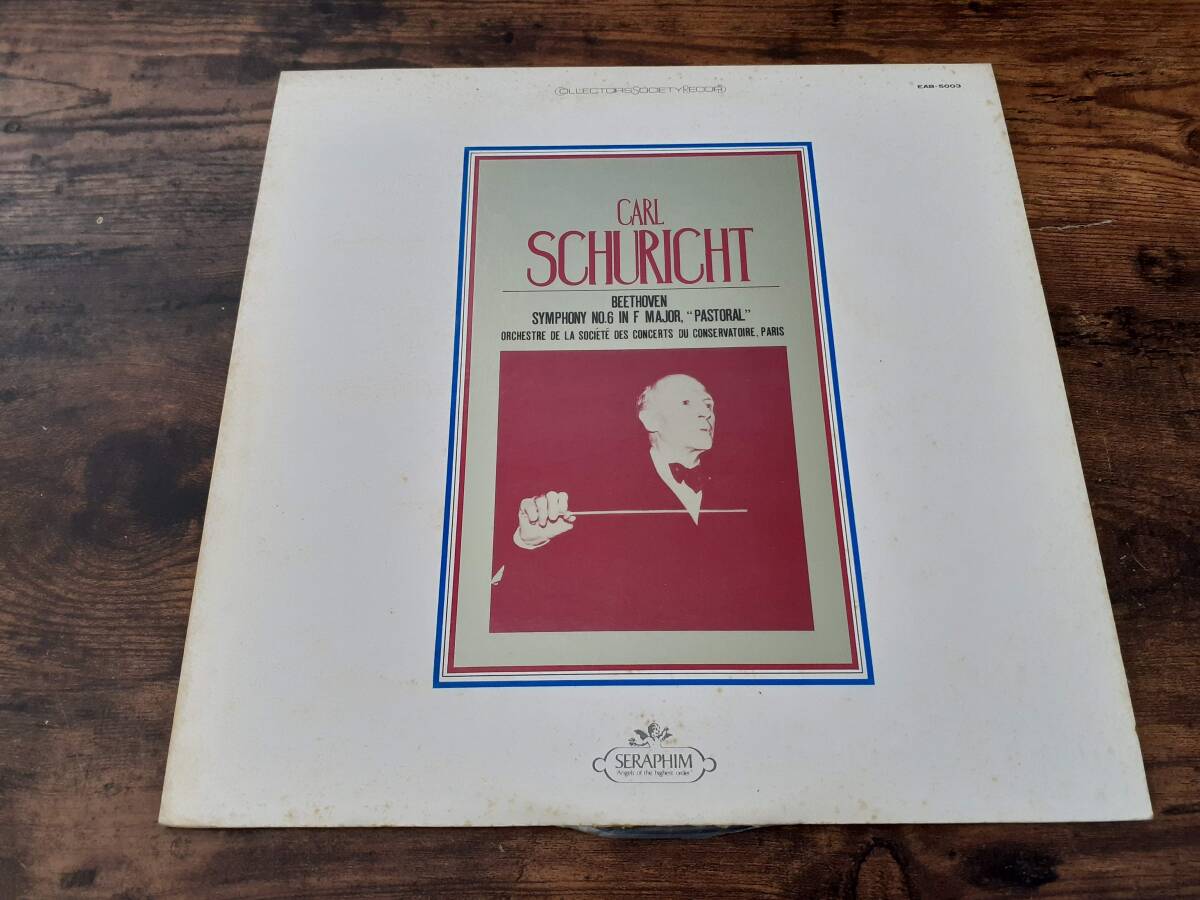 COLLECTORS SOCIETY RECORD
EAB-5003
CARL
SCHURICHT
BEETHOVEN
SYMPHONY NO.6 IN F MAJOR, “PASTORAL”
ORCHESTRE DE LA SOCIÉTÉ DES CONCERTS DU CONSERVATOIRE, PARIS
SERAPHIM
"Angels of the highest order"